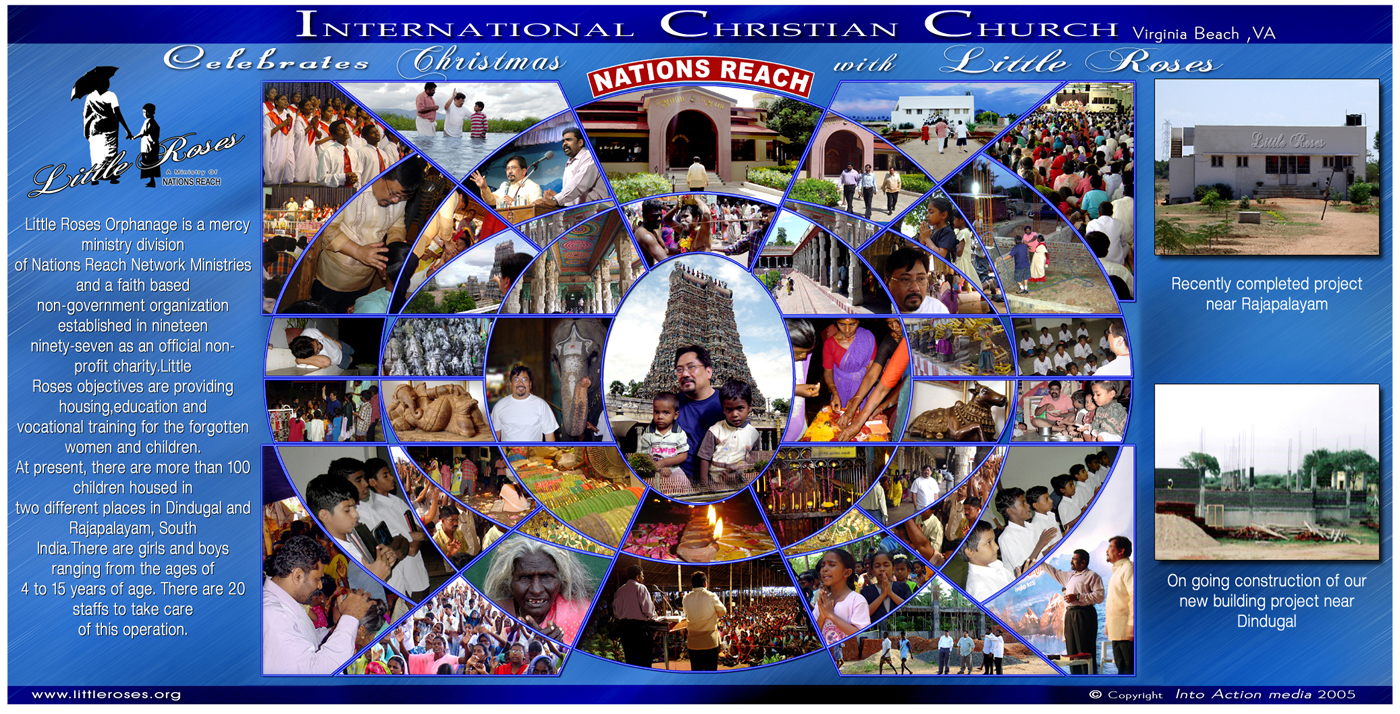 INTERNATIONAL CHRISTIAN CHURCH Virginia Beach ,VA
Celebrates Christmas with Little Roses
NATIONS REACH
Little Roses
A Ministry Of
NATIONS REACH
Little Roses Orphanage is a mercy
ministry division
of Nations Reach Network Ministries
and a faith based
non-government organization
established in nineteen
ninety-seven as an official non-
profit charity.Little
Roses objectives are providing
housing,education and
vocational training for the forgotten
women and children.
At present, there are more than 100
children housed in
two different places in Dindugal and
Rajapalayam, South
India.There are girls and boys
ranging from the ages of
4 to 15 years of age. There are 20
staffs to take care
of this operation.
Little Roses
Recently completed project
near Rajapalayam
On going construction of our
new building project near
Dindugal
www.littleroses.org
© Copyright Into Action media 2005